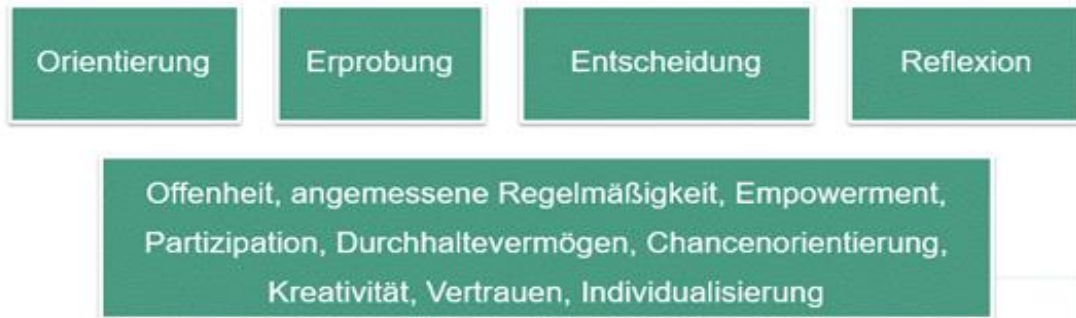 Orientierung
Erprobung
Entscheidung
Reflexion
Offenheit, angemessene Regelmäßigkeit, Empowerment,
Partizipation, Durchhaltevermögen, Chancenorientierung,
Kreativität, Vertrauen, Individualisierung